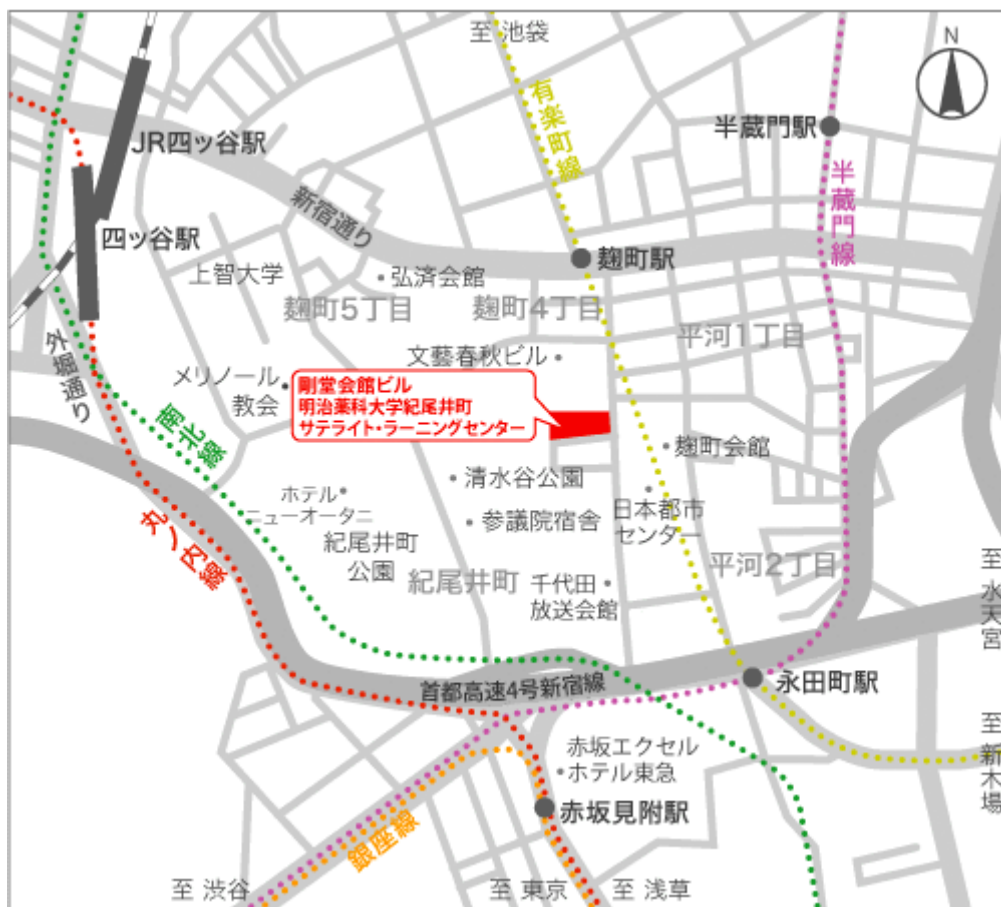 至 池袋
N
有楽町線
半蔵門駅
JR四ッ谷駅
半蔵門線
新宿通り
四ッ谷駅
麹町駅
上智大学
弘済会館
麹町5丁目
麹町4丁目
平河1丁目
外堀通り
文藝春秋ビル
メリノール
教会
剛堂会館ビル
明治薬科大学紀尾井町
サテライト・ラーニングセンター
南北線
麹町会館
清水谷公園
ホテル
ニューオータニ
参議院宿舎
日本都市
センター
丸ノ内線
紀尾井町
公園
紀尾井町
千代田
放送会館
平河2丁目
至 水天宮
首都高速4号新宿線
永田町駅
至 新木場
赤坂エクセル
ホテル東急
赤坂見附駅
銀座線
至 渋谷
至 東京
至 浅草